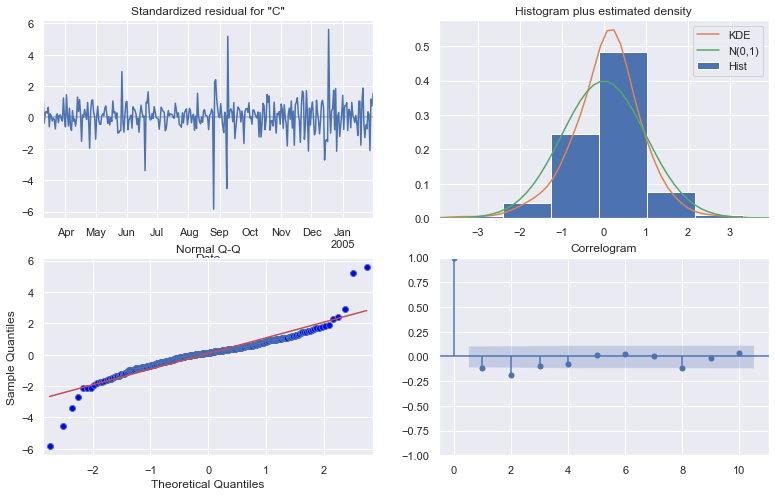 Standardized residual for "C"
6
4
2
0
−2
−4
−6
Apr May Jun Jul Aug Sep Oct Nov Dec Jan
2005
Histogram plus estimated density
KDE
N(0,1)
Hist
0.5
0.4
0.3
0.2
0.1
0.0
−3 −2 −1 0 1 2 3
Normal Q-Q
Sample Quantiles
6
4
2
0
−2
−4
−6
−2 −1 0 1 2
Theoretical Quantiles
Correlogram
1.00
0.75
0.50
0.25
0.00
−0.25
−0.50
−0.75
−1.00
0 2 4 6 8 10